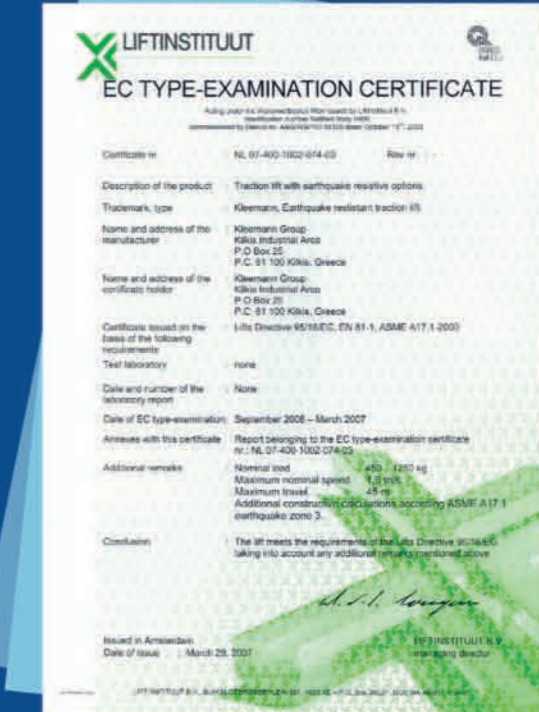 LIFTINSTITUUT
EC TYPE-EXAMINATION CERTIFICATE
Certificate nr. : NL 07-400-1002-074-03 Rev nr. : -
Description of the product : Traction lift with earthquake resistive options
Trademark, type : Kleemann, Earthquake resistant traction lift
Name and address of the manufacturer : Kleemann Group
Kilkis Industrial Area
P.O Box 25
P.C. 61 100 Kilkis, Greece
Name and address of the certificate holder : Kleemann Group
Kilkis Industrial Area
P.O Box 25
P.C. 61 100 Kilkis, Greece
Certificate issued on the basis of the following requirements : Lifts Directive 95/16/EC, EN 81-1, ASME A17.1-2000
Test laboratory : none
Date and number of the laboratory report : None
Date of EC type-examination : September 2006 – March 2007
Annexes with this certificate : Report belonging to the EC type-examination certificate
nr.: NL 07-400-1002-074-03
Additional remarks : Nominal load 450 - 1250 kg
Maximum nominal speed 1,6 m/s
Maximum travel 45 m
Additional constructive calculations according ASME A17.1
earthquake zone 3.
Conclusion : The lift meets the requirements of the Lifts Directive 95/16/EC
taking into account any additional remarks mentioned above
Issued in Amsterdam LIFTINSTITUUT B.V.
Date of issue : March 29, 2007 managing director